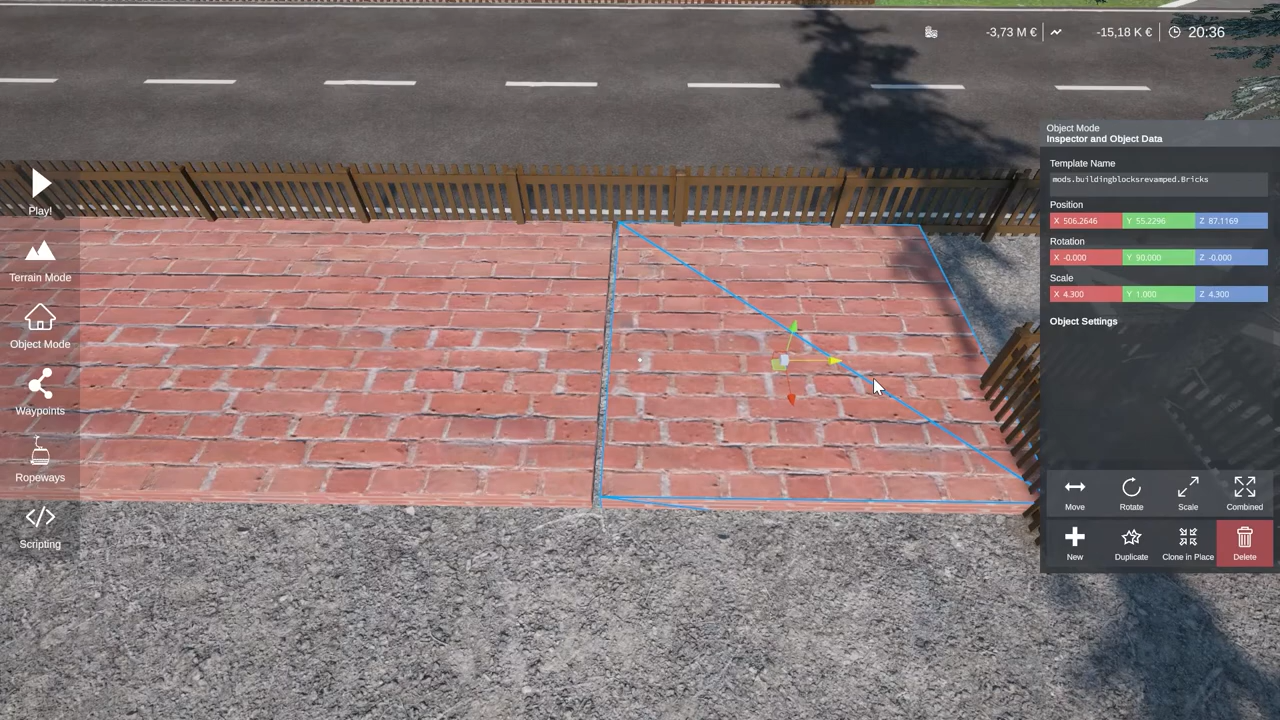 -3,73 M € -15,18 K € 20:36
Play!
Terrain Mode
Object Mode
Waypoints
Ropeways
Scripting
Object Mode
Inspector and Object Data
Template Name
mods.buildingblocksrevamped.Bricks
Position
X 506.2646 Y 55.2296 Z 87.1169
Rotation
X -0.000 Y 90.000 Z -0.000
Scale
X 4.300 Y 1.000 Z 4.300
Object Settings
Move Rotate Scale Combined
New Duplicate Clone in Place Delete